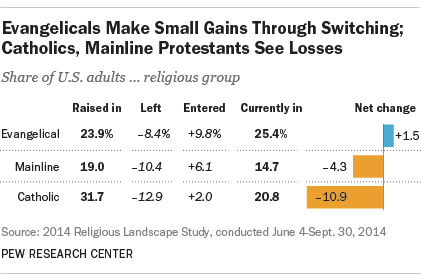 Evangelicals Make Small Gains Through Switching;
Catholics, Mainline Protestants See Losses
Share of U.S. adults ... religious group
Raised in Left Entered Currently in Net change
Evangelical 23.9% –8.4% +9.8% 25.4% +1.5
Mainline 19.0 –10.4 +6.1 14.7 –4.3
Catholic 31.7 –12.9 +2.0 20.8 –10.9
Source: 2014 Religious Landscape Study, conducted June 4-Sept. 30, 2014
PEW RESEARCH CENTER